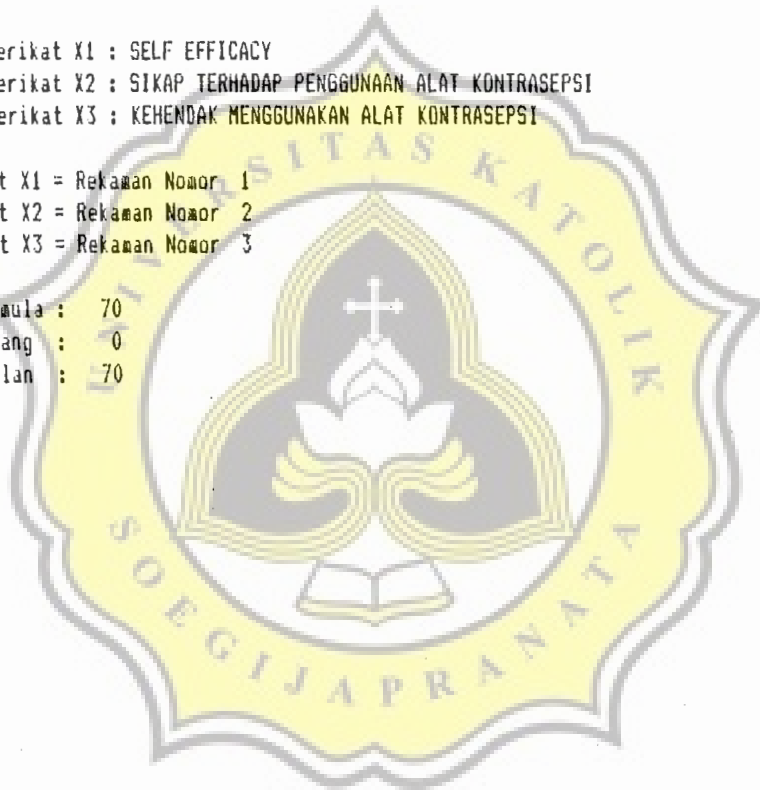 erikat X1 : SELF EFFICACY
erikat X2 : SIKAP TERHADAP PENGGUNAAN ALAT KONTRASEPSI
erikat X3 : KEHENDAK MENGGUNAKAN ALAT KONTRASEPSI
t X1 = Rekaman Nomor 1
t X2 = Rekaman Nomor 2
t X3 = Rekaman Nomor 3
mula : 70
ang : 0
lan : 70
UNIVERSITAS KATOLIK
SOEGIJAPRANATA